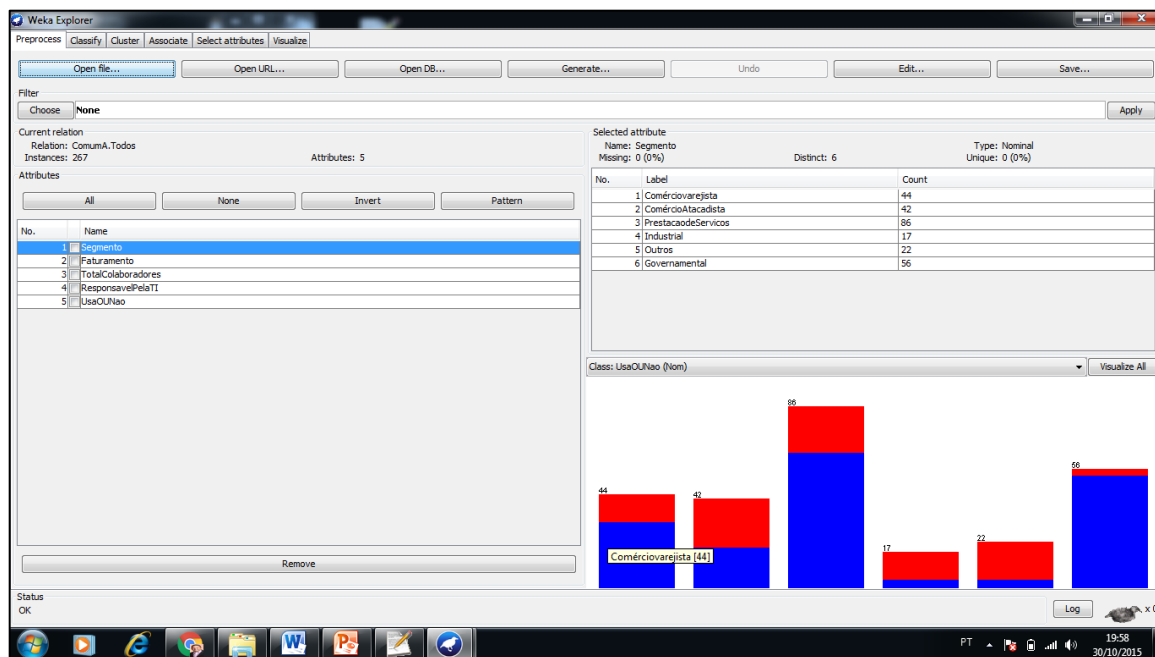 Weka Explorer
Preprocess Classify Cluster Associate Select attributes Visualize
Open file... Open URL... Open DB... Generate... Undo Edit... Save...
Filter
Choose None Apply
Current relation
Relation: ComumA.Todos
Instances: 267 Attributes: 5
Attributes
All None Invert Pattern
No. Name
1 Segmento
2 Faturamento
3 TotalColaboradores
4 ResponsavelPelaTI
5 UsaOUNao
Remove
Selected attribute
Name: Segmento Type: Nominal
Missing: 0 (0%) Distinct: 6 Unique: 0 (0%)
No. Label Count
1 Comérciovarejista 44
2 ComércioAtacadista 42
3 PrestacaodeServicos 86
4 Industrial 17
5 Outros 22
6 Governamental 56
Class: UsaOUNao (Nom) Visualize All
44 42 86 17 22 56
Comérciovarejista [44]
Status
OK Log x 0
PT 19:58
30/10/2015